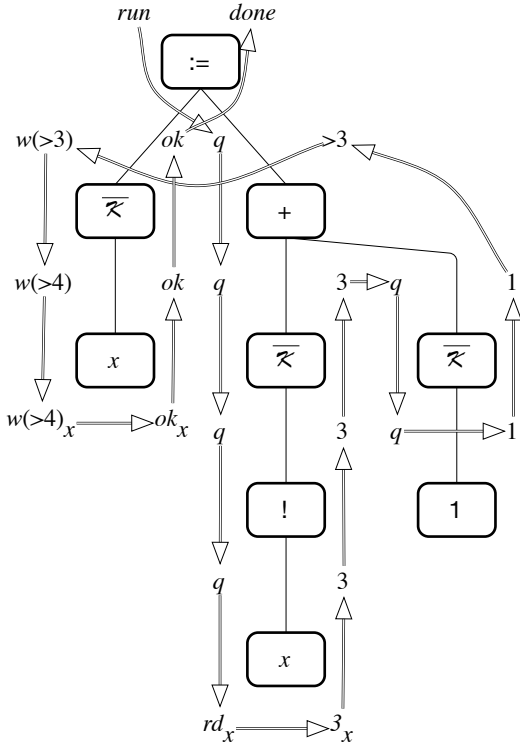 run done
:=
w(>3) ok q >3
𝒦̅ +
w(>4) ok q 3 q 1
x 𝒦̅ 𝒦̅
w(>4)x okx q 3 q 1
! 1
q 3
x
rdx 3x